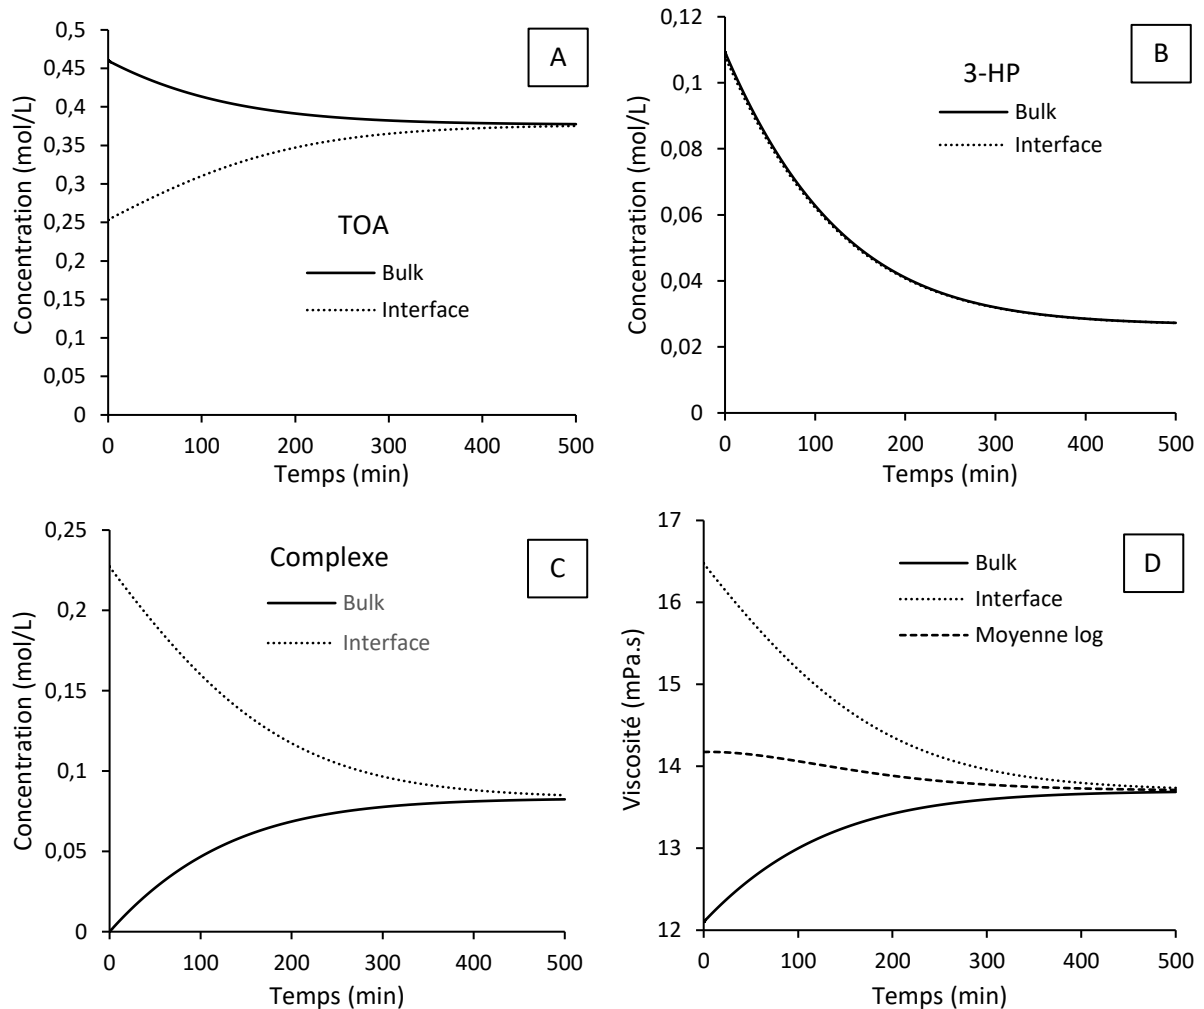 A
Concentration (mol/L)
0,5
0,45
0,4
0,35
0,3
0,25
0,2
0,15
0,1
0,05
0
TOA
Bulk
Interface
0 100 200 300 400 500
Temps (min)
B
Concentration (mol/L)
0,12
0,1
0,08
0,06
0,04
0,02
0
3-HP
Bulk
Interface
0 100 200 300 400 500
Temps (min)
C
Concentration (mol/L)
0,25
0,2
0,15
0,1
0,05
0
Complexe
Bulk
Interface
0 100 200 300 400 500
Temps (min)
D
Viscosité (mPa.s)
17
16
15
14
13
12
Bulk
Interface
Moyenne log
0 100 200 300 400 500
Temps (min)